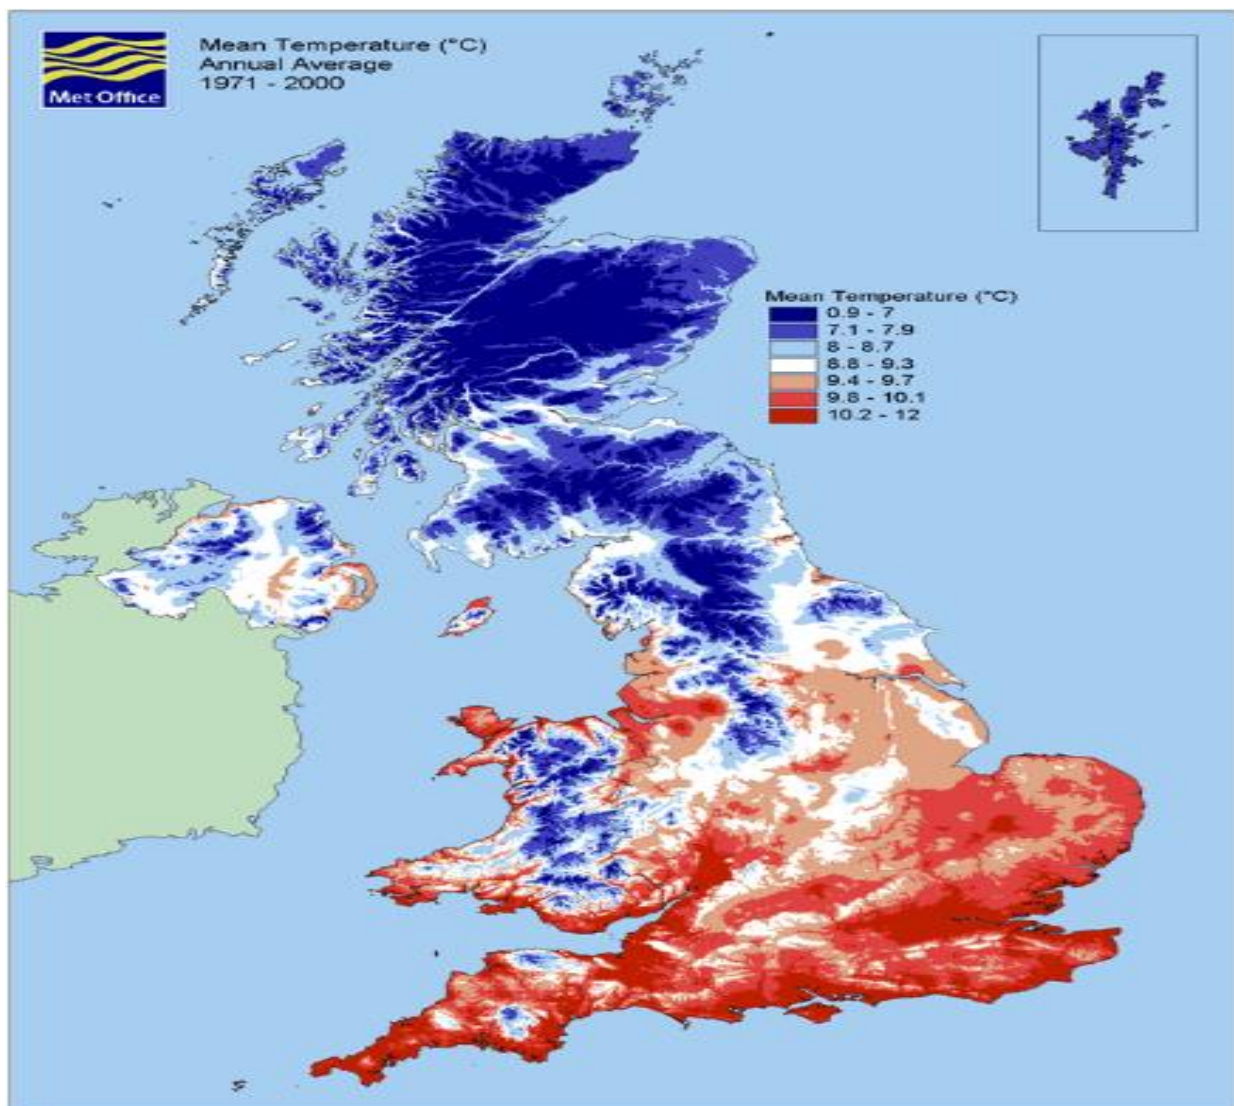 Met Office
Mean Temperature (°C)
Annual Average
1971 - 2000
Mean Temperature (°C)
0.9 - 7
7.1 - 7.9
8 - 8.7
8.8 - 9.3
9.4 - 9.7
9.8 - 10.1
10.2 - 12